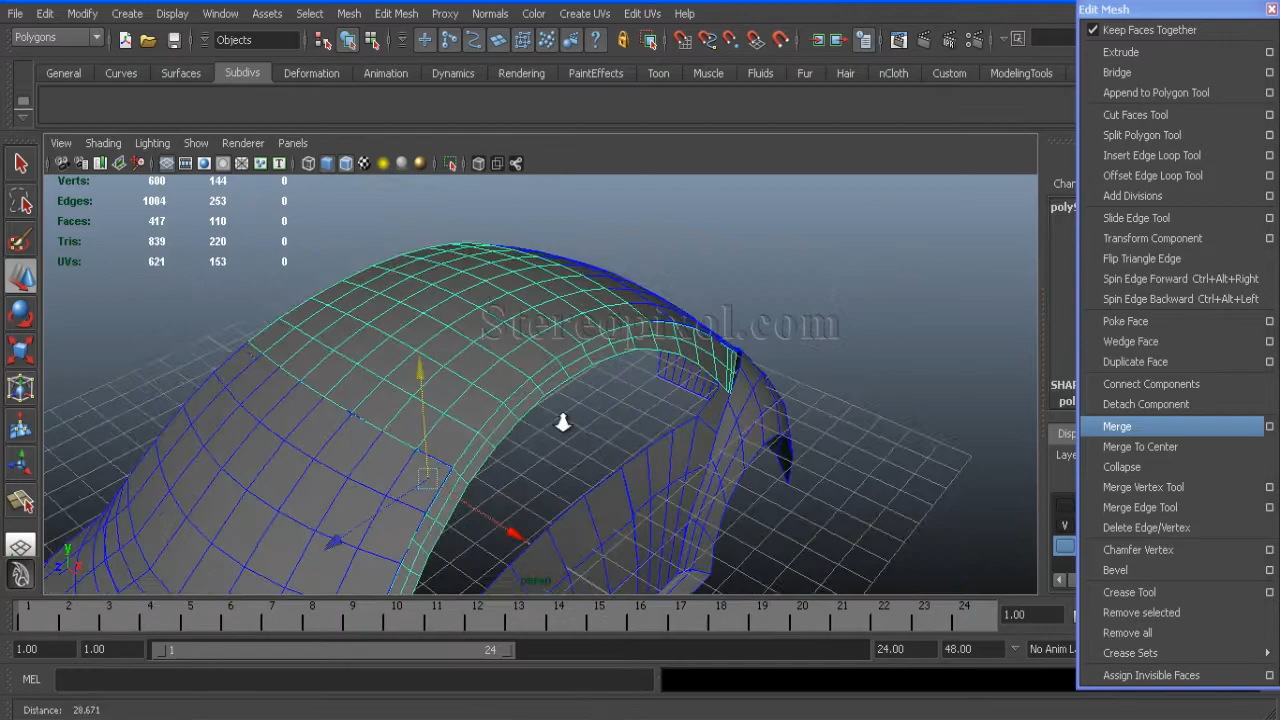 File Edit Modify Create Display Window Assets Select Mesh Edit Mesh Proxy Normals Color Create UVs Edit UVs Help
Edit Mesh
Polygons
Objects
General Curves Surfaces Subdivs Deformation Animation Dynamics Rendering PaintEffects Toon Muscle Fluids Fur Hair nCloth Custom ModelingTools
View Shading Lighting Show Renderer Panels
Verts: 600 144 0
Edges: 1004 253 0
Faces: 417 110 0
Tris: 839 220 0
UVs: 621 153 0
Stereopixol.com
y
z x
persp
Keep Faces Together
Extrude
Bridge
Append to Polygon Tool
Cut Faces Tool
Split Polygon Tool
Insert Edge Loop Tool
Offset Edge Loop Tool
Add Divisions
Slide Edge Tool
Transform Component
Flip Triangle Edge
Spin Edge Forward Ctrl+Alt+Right
Spin Edge Backward Ctrl+Alt+Left
Poke Face
Wedge Face
Duplicate Face
Connect Components
Detach Component
Merge
Merge To Center
Collapse
Merge Vertex Tool
Merge Edge Tool
Delete Edge/Vertex
Chamfer Vertex
Bevel
Crease Tool
Remove selected
Remove all
Crease Sets
Assign Invisible Faces
Chan
polyS
SHAP
pol
Disp
Laye
V
1 2 3 4 5 6 7 8 9 10 11 12 13 14 15 16 17 18 19 20 21 22 23 24 1.00
1.00 1.00 1 24 24.00 48.00 No Anim L
MEL
Distance: 28.671